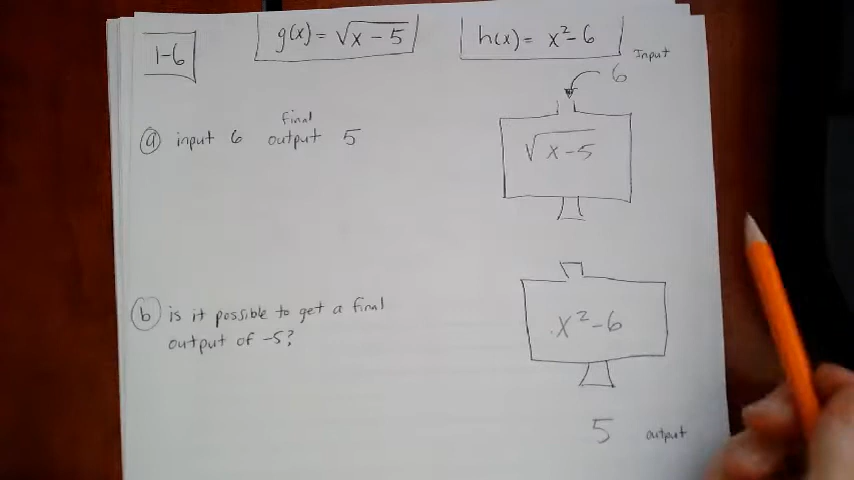 1-6
g(x) = √x - 5
h(x) = x² - 6
Input
6
ⓐ input 6 final output 5
√x - 5
ⓑ is it possible to get a final
output of -5?
x² - 6
5 output